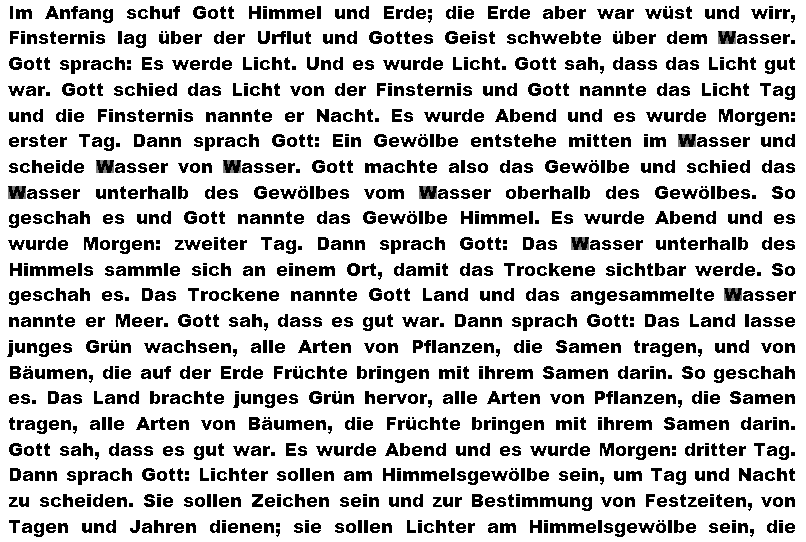 Im Anfang schuf Gott Himmel und Erde; die Erde aber war wüst und wirr,
Finsternis lag über der Urflut und Gottes Geist schwebte über dem Wasser.
Gott sprach: Es werde Licht. Und es wurde Licht. Gott sah, dass das Licht gut
war. Gott schied das Licht von der Finsternis und Gott nannte das Licht Tag
und die Finsternis nannte er Nacht. Es wurde Abend und es wurde Morgen:
erster Tag. Dann sprach Gott: Ein Gewölbe entstehe mitten im Wasser und
scheide Wasser von Wasser. Gott machte also das Gewölbe und schied das
Wasser unterhalb des Gewölbes vom Wasser oberhalb des Gewölbes. So
geschah es und Gott nannte das Gewölbe Himmel. Es wurde Abend und es
wurde Morgen: zweiter Tag. Dann sprach Gott: Das Wasser unterhalb des
Himmels sammle sich an einem Ort, damit das Trockene sichtbar werde. So
geschah es. Das Trockene nannte Gott Land und das angesammelte Wasser
nannte er Meer. Gott sah, dass es gut war. Dann sprach Gott: Das Land lasse
junges Grün wachsen, alle Arten von Pflanzen, die Samen tragen, und von
Bäumen, die auf der Erde Früchte bringen mit ihrem Samen darin. So geschah
es. Das Land brachte junges Grün hervor, alle Arten von Pflanzen, die Samen
tragen, alle Arten von Bäumen, die Früchte bringen mit ihrem Samen darin.
Gott sah, dass es gut war. Es wurde Abend und es wurde Morgen: dritter Tag.
Dann sprach Gott: Lichter sollen am Himmelsgewölbe sein, um Tag und Nacht
zu scheiden. Sie sollen Zeichen sein und zur Bestimmung von Festzeiten, von
Tagen und Jahren dienen; sie sollen Lichter am Himmelsgewölbe sein, die